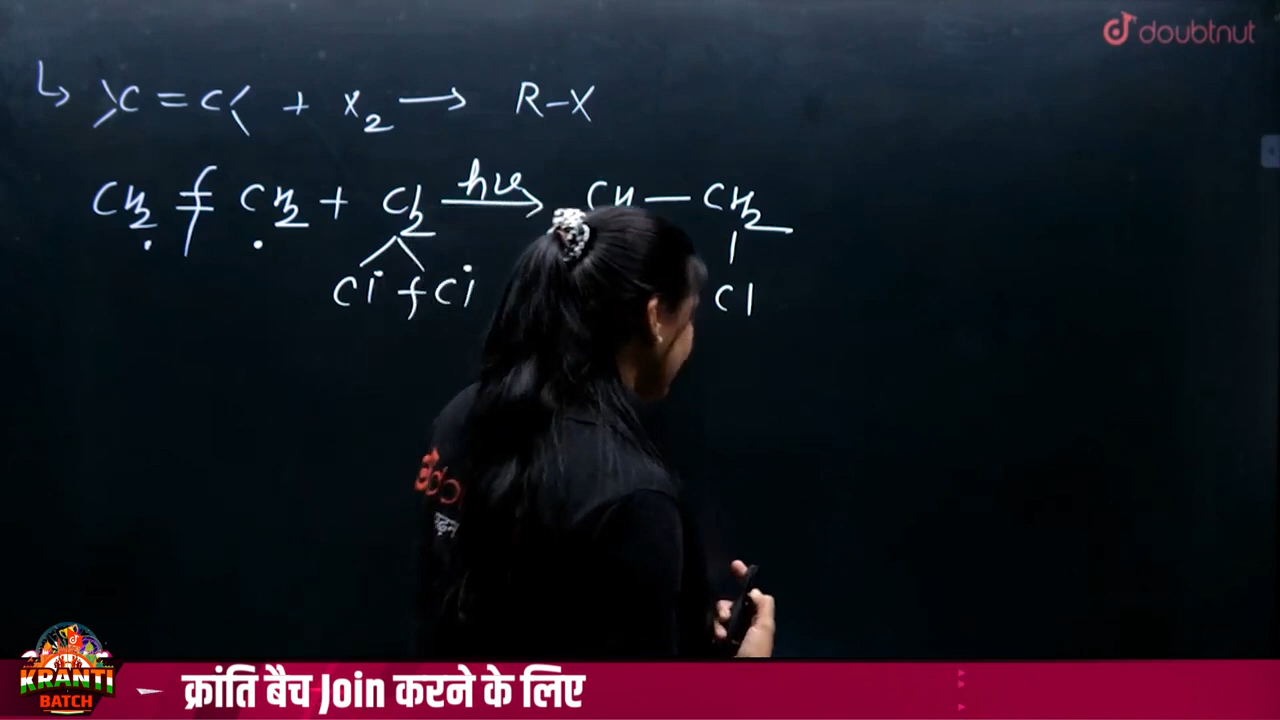 doubtnut
↳ >C=C< + X₂ ⟶ R-X
CH₂ ≠ CH₂ + Cl₂ hν⟶ CH — CH₂
Cl Cl Cl
KRANTI
BATCH
क्रांति बैच Join करने के लिए